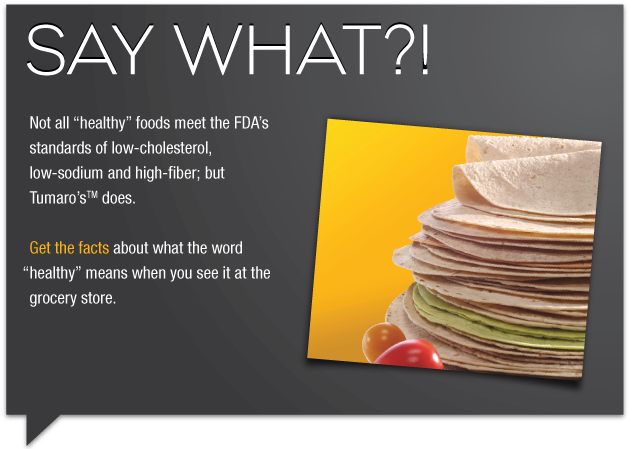 SAY WHAT?!
Not all “healthy” foods meet the FDA’s
standards of low-cholesterol,
low-sodium and high-fiber; but
Tumaro’s™ does.
Get the facts about what the word
“healthy” means when you see it at the
grocery store.